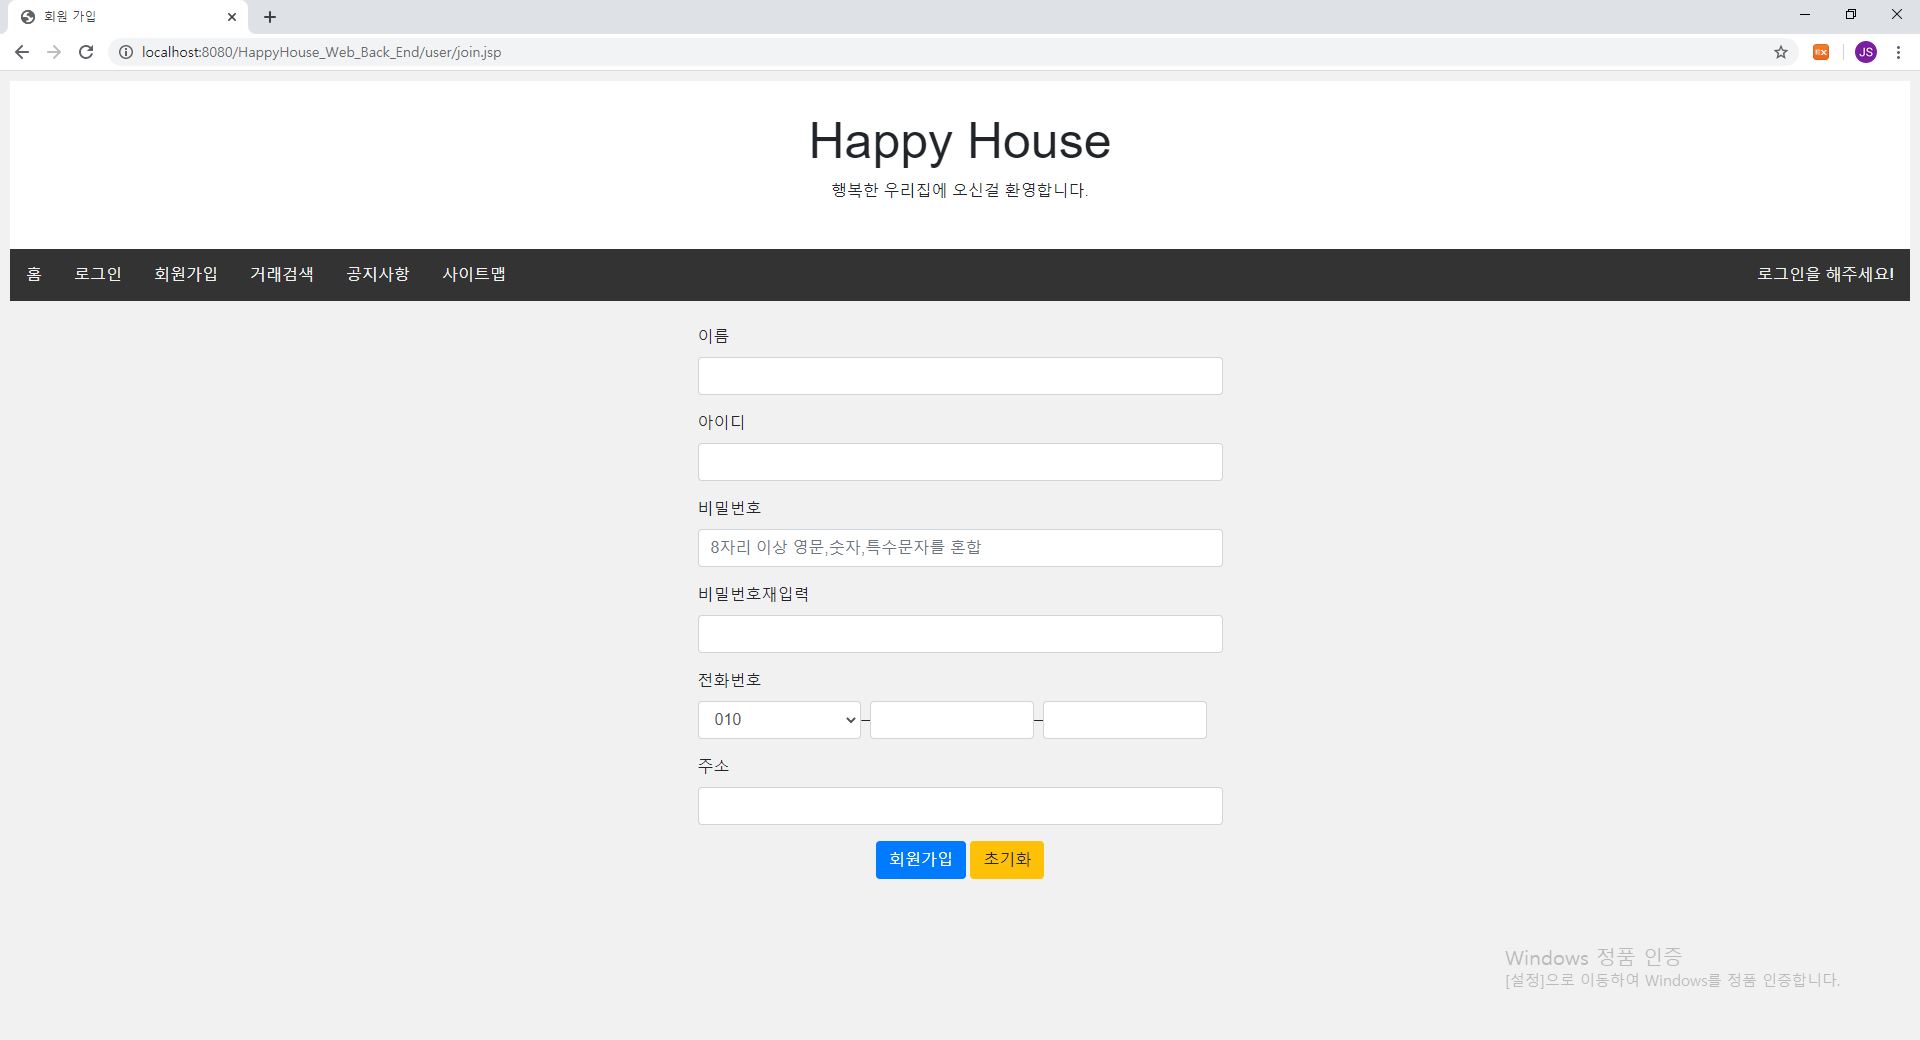 회원 가입
localhost:8080/HappyHouse_Web_Back_End/user/join.jsp
JS
Happy House
행복한 우리집에 오신걸 환영합니다.
홈 로그인 회원가입 거래검색 공지사항 사이트맵 로그인을 해주세요!
이름
아이디
비밀번호
8자리 이상 영문,숫자,특수문자를 혼합
비밀번호재입력
전화번호
010 – –
주소
회원가입 초기화
Windows 정품 인증
[설정]으로 이동하여 Windows를 정품 인증합니다.